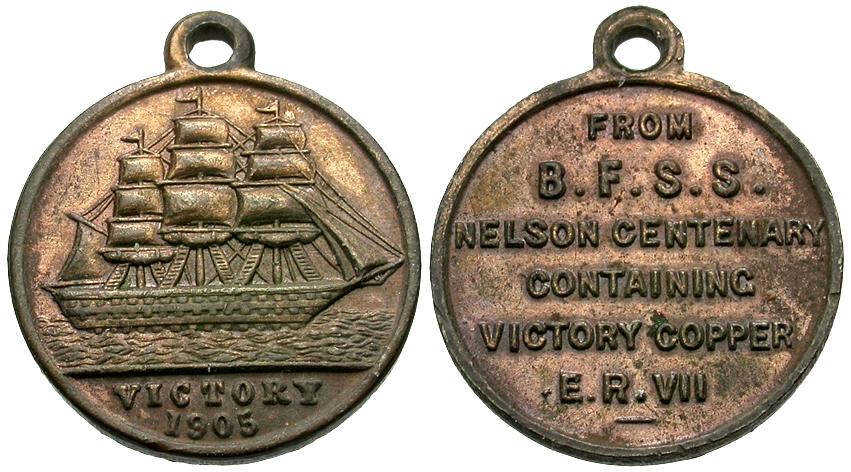 VICTORY
1905
FROM
B.F.S.S.
NELSON CENTENARY
CONTAINING
VICTORY COPPER
E.R.VII